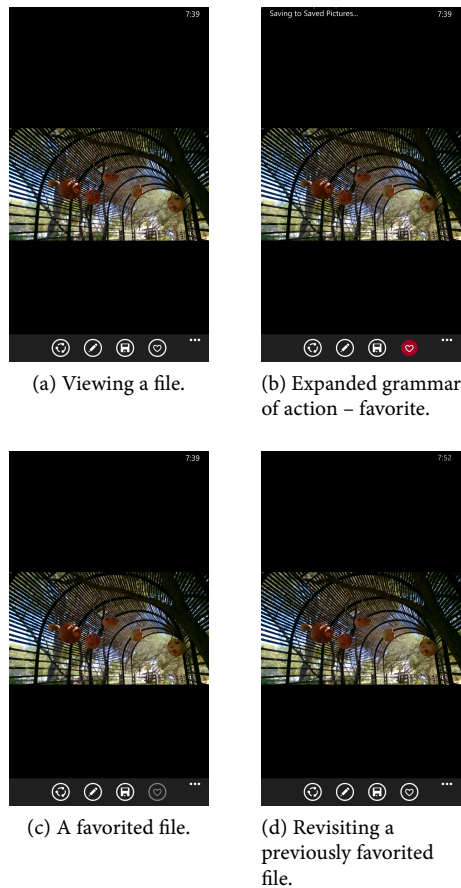 7:39
Saving to Saved Pictures...
7:39
(a) Viewing a file.
(b) Expanded grammar
of action – favorite.
7:39
7:52
(c) A favorited file.
(d) Revisiting a
previously favorited
file.